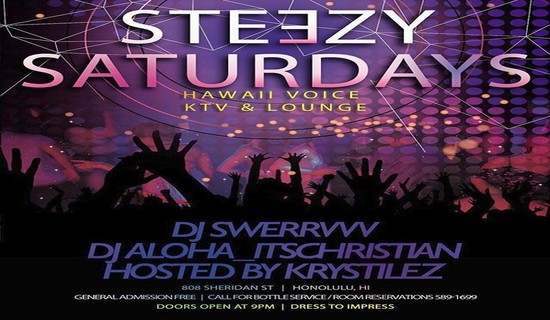 STEEZY
SATURDAYS
HAWAII VOICE
KTV & LOUNGE
DJ SWERRVVV
DJ ALOHA_ITSCHRISTIAN
HOSTED BY KRYSTILEZ
808 SHERIDAN ST | HONOLULU, HI
GENERAL ADMISSION FREE | CALL FOR BOTTLE SERVICE / ROOM RESERVATIONS 589-1699
DOORS OPEN AT 9PM | DRESS TO IMPRESS